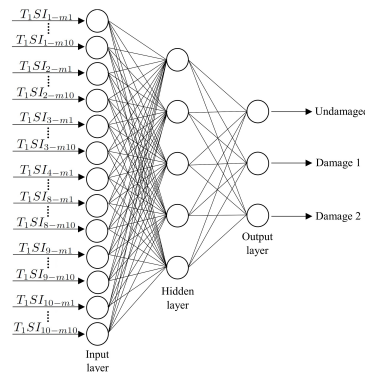 T₁SI₁₋ₘ₁
⋮
T₁SI₁₋ₘ₁₀
T₁SI₂₋ₘ₁
⋮
T₁SI₂₋ₘ₁₀
T₁SI₃₋ₘ₁
⋮
T₁SI₃₋ₘ₁₀
T₁SI₄₋ₘ₁
⋮
T₁SI₈₋ₘ₁
⋮
T₁SI₈₋ₘ₁₀
T₁SI₉₋ₘ₁
⋮
T₁SI₉₋ₘ₁₀
T₁SI₁₀₋ₘ₁
⋮
T₁SI₁₀₋ₘ₁₀
Input
layer
Hidden
layer
Output
layer
Undamaged
Damage 1
Damage 2